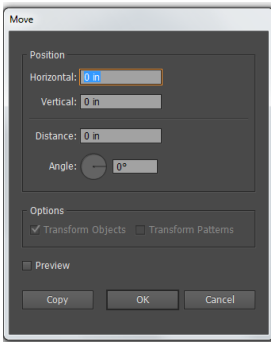 Move
Position
Horizontal: 0 in
Vertical: 0 in
Distance: 0 in
Angle: 0°
Options
Transform Objects Transform Patterns
Preview
Copy OK Cancel